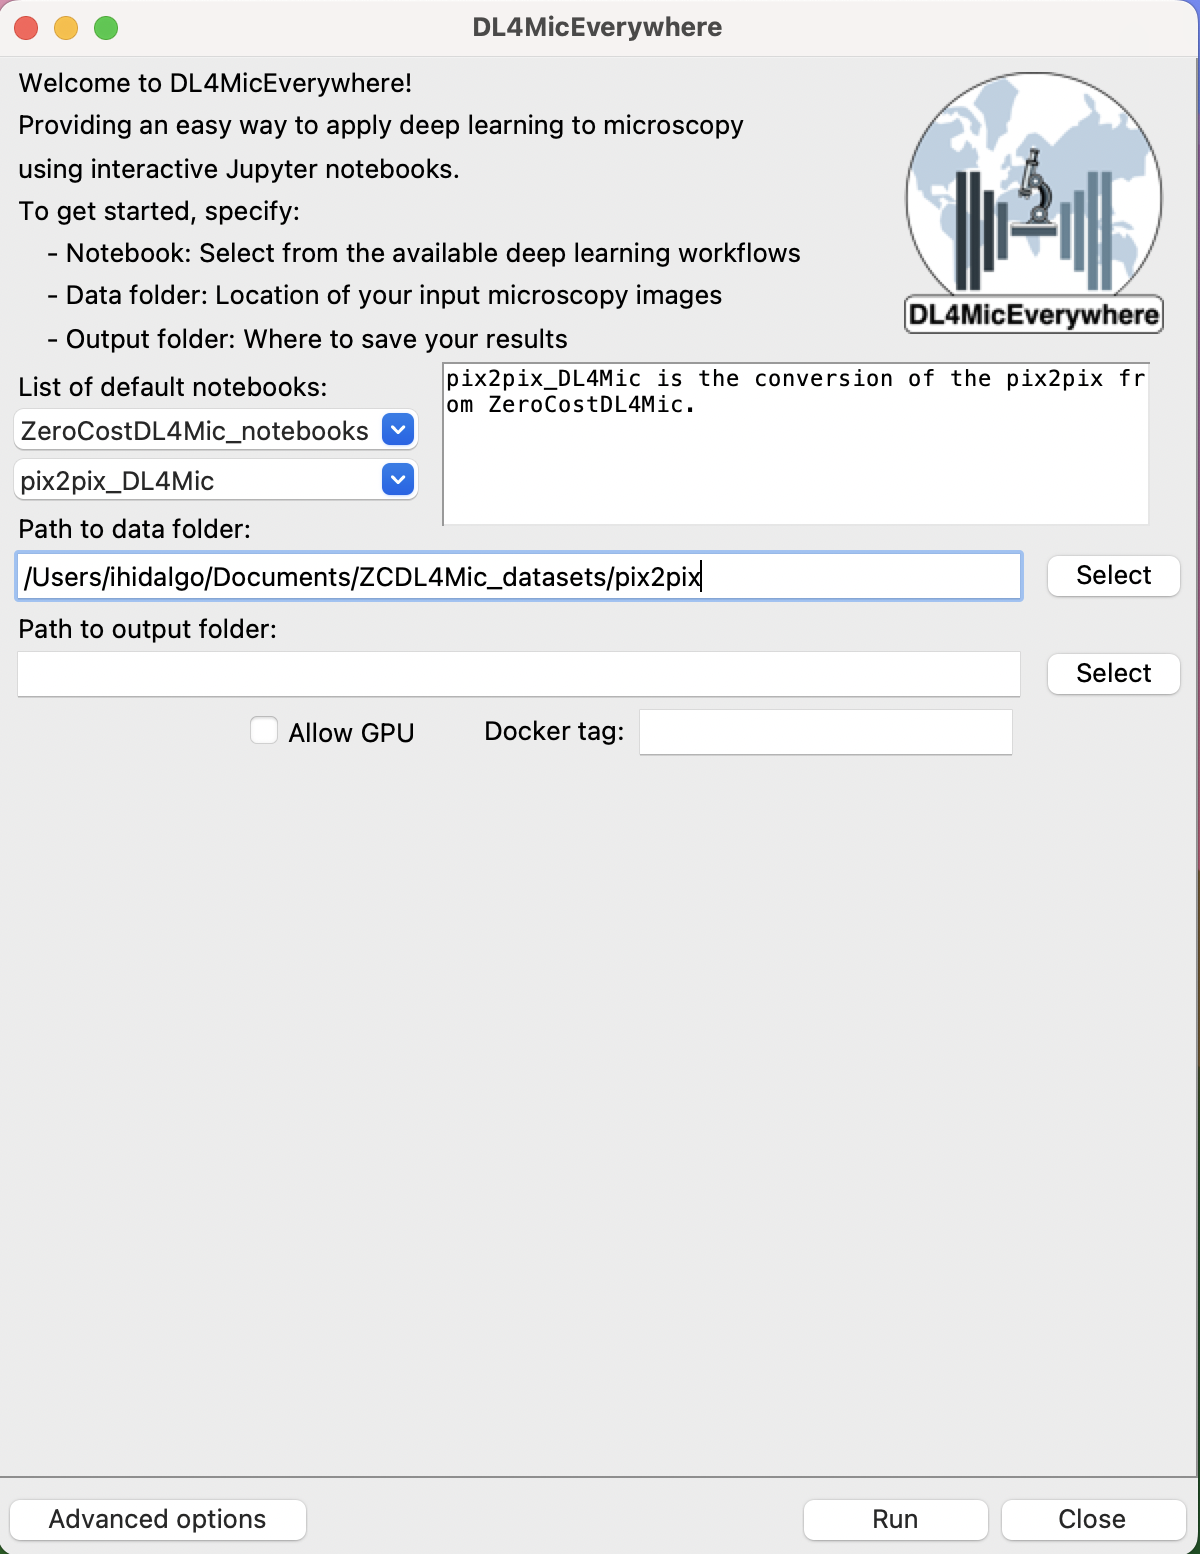 DL4MicEverywhere
Welcome to DL4MicEverywhere!
Providing an easy way to apply deep learning to microscopy
using interactive Jupyter notebooks.
To get started, specify:
- Notebook: Select from the available deep learning workflows
- Data folder: Location of your input microscopy images
- Output folder: Where to save your results
DL4MicEverywhere
List of default notebooks:
ZeroCostDL4Mic_notebooks
pix2pix_DL4Mic
pix2pix_DL4Mic is the conversion of the pix2pix fr
om ZeroCostDL4Mic.
Path to data folder:
/Users/ihidalgo/Documents/ZCDL4Mic_datasets/pix2pix
Select
Path to output folder:
Select
Allow GPU
Docker tag:
Advanced options
Run
Close